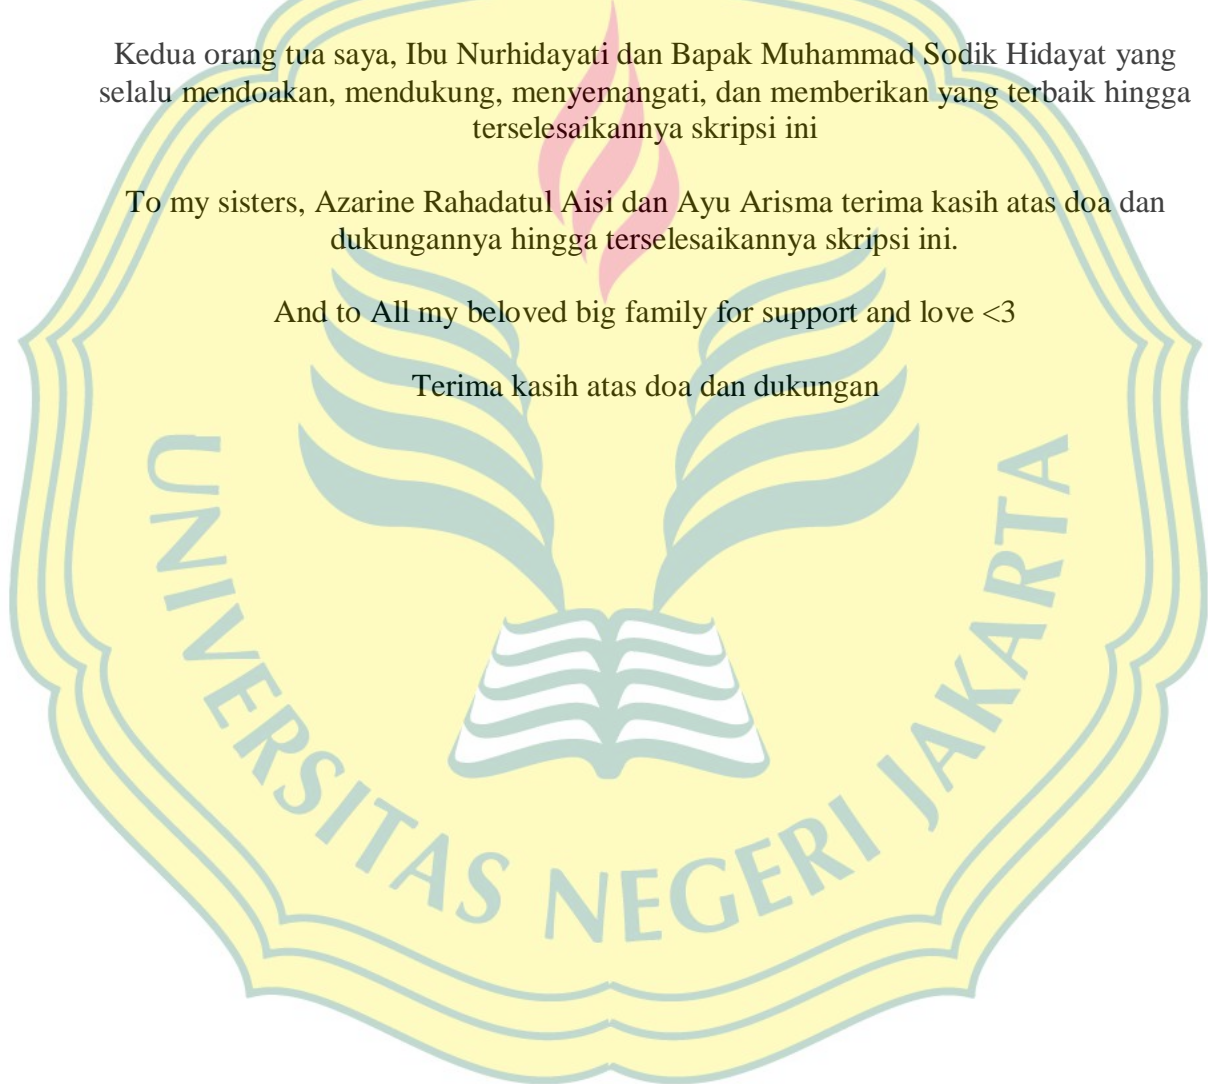 Kedua orang tua saya, Ibu Nurhidayati dan Bapak Muhammad Sodik Hidayat yang
selalu mendoakan, mendukung, menyemangati, dan memberikan yang terbaik hingga
terselesaikannya skripsi ini
To my sisters, Azarine Rahadatul Aisi dan Ayu Arisma terima kasih atas doa dan
dukungannya hingga terselesaikannya skripsi ini.
And to All my beloved big family for support and love <3
Terima kasih atas doa dan dukungan
UNIVERSITAS NEGERI JAKARTA